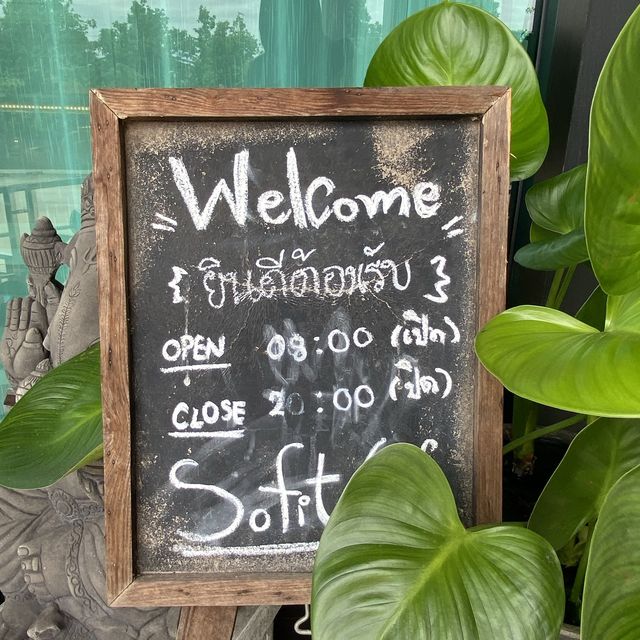 Welcome
{ ยินดีต้อนรับ }
OPEN 08:00 (เปิด)
CLOSE 20:00 (ปิด)
Sofit